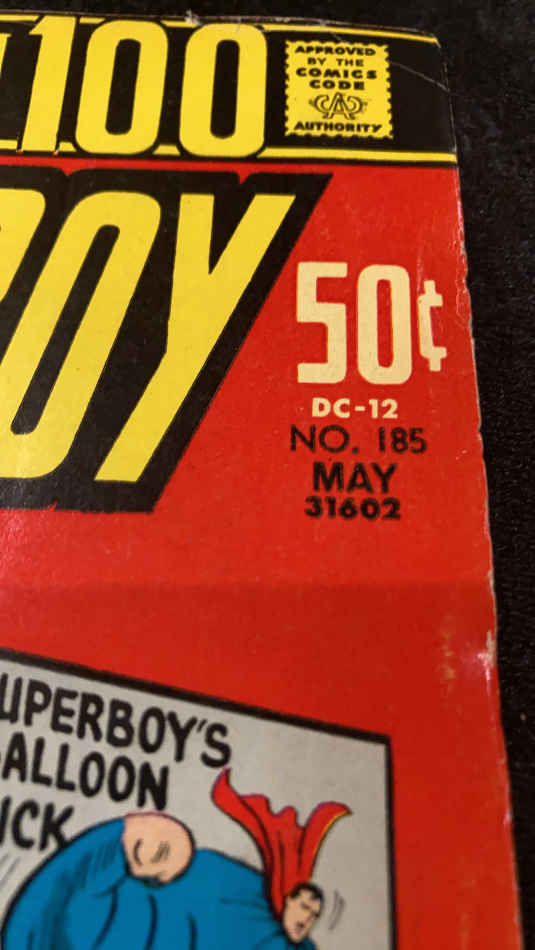 100
APPROVED
BY THE
COMICS
CODE
CA
AUTHORITY
OY
50¢
DC-12
NO. 185
MAY
31602
UPERBOY'S
ALLOON
ICK